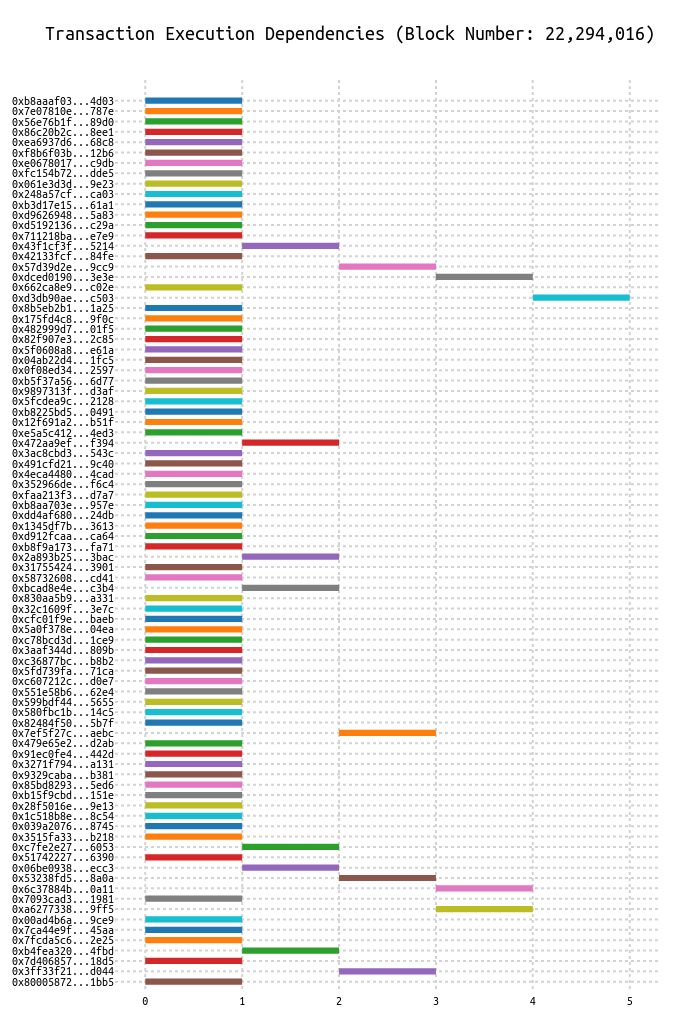 Transaction Execution Dependencies (Block Number: 22,294,016)
0xb8aaaf03...4d03
0x7e07810e...787e
0x56e76b1f...89d0
0x86c20b2c...8ee1
0xea6937d6...68c8
0xf8b6f03b...12b6
0xe0678017...c9db
0xfc154b72...dde5
0x061e3d3d...9e23
0x248a57cf...ca03
0xb3d17e15...61a1
0xd9626948...5a83
0xd5192136...c29a
0x711218ba...e7e9
0x43f1cf3f...5214
0x42133fcf...84fe
0x57d39d2e...9cc9
0xdced0190...3e3e
0x662ca8e9...c02e
0xd3db90ae...c503
0x8b5eb2b1...1a25
0x175fd4c8...9f0c
0x482999d7...01f5
0x82f907e3...2c85
0x5f0608a8...e61a
0x04ab22d4...1fc5
0x0f08ed34...2597
0xb5f37a56...6d77
0x9897313f...d3af
0x5fcdea9c...2128
0xb8225bd5...0491
0x12f691a2...b51f
0xe5a5c412...4ed3
0x472aa9ef...f394
0x3ac8cbd3...543c
0x491cfd21...9c40
0x4eca4480...4cad
0x352966de...f6c4
0xfaa213f3...d7a7
0xb8aa703e...957e
0xdd4af680...24db
0x1345df7b...3613
0xd912fcaa...ca64
0xb8f9a173...fa71
0x2a893b25...3bac
0x31755424...3901
0x58732608...cd41
0xbcad8e4e...c3b4
0x830aa5b9...a331
0x32c1609f...3e7c
0xcfc01f9e...baeb
0x5a0f378e...04ea
0xc78bcd3d...1ce9
0x3aaf344d...809b
0xc36877bc...b8b2
0x5fd739fa...71ca
0xc607212c...d0e7
0x551e58b6...62e4
0x599bdf44...5655
0x580fbc1b...14c5
0x82484f50...5b7f
0x7ef5f27c...aebc
0x479e65e2...d2ab
0x91ec0fe4...442d
0x3271f794...a131
0x9329caba...b381
0x85bd8293...5ed6
0xb15f9cbd...151e
0x28f5016e...9e13
0x1c518b8e...8c54
0x039a2076...8745
0x3515fa33...b218
0xc7fe2e27...6053
0x51742227...6390
0x06be0938...ecc3
0x53238fd5...8a0a
0x6c37884b...0a11
0x7093cad3...1981
0xa6277338...9ff5
0x00ad4b6a...9ce9
0x7ca44e9f...45aa
0x7fcda5c6...2e25
0xb4fea320...4fbd
0x7d406857...18d5
0x3ff33f21...d044
0x80005872...1bb5
0 1 2 3 4 5